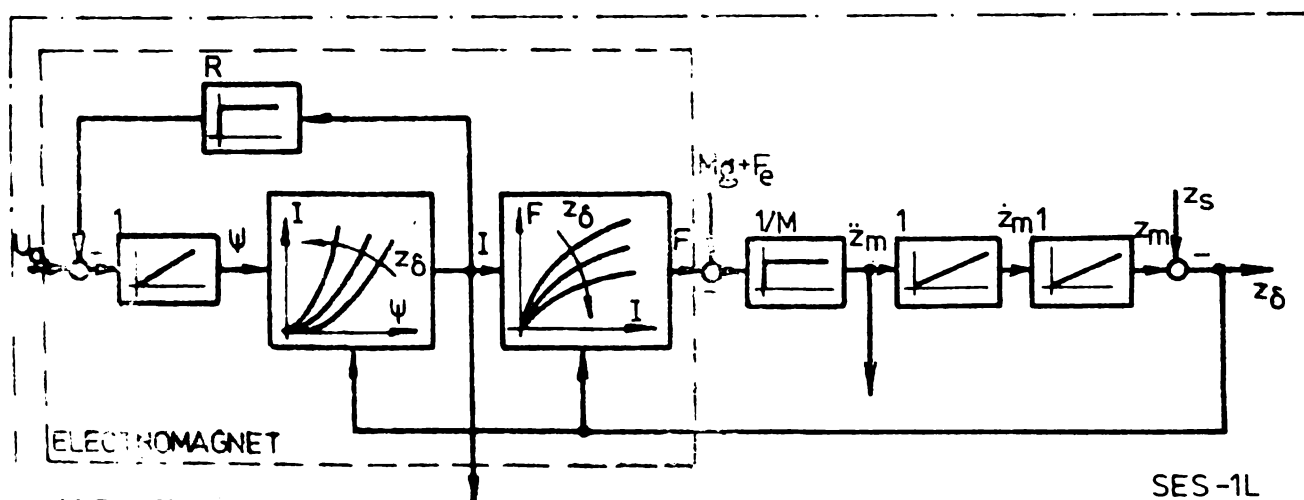 R
Mg+Fe
1
ψ
I
zδ
ψ
I
F
zδ
I
F
1/M
z̈m
1
żm
1
zm
zs
zδ
ELECTROMAGNET
SES-1L